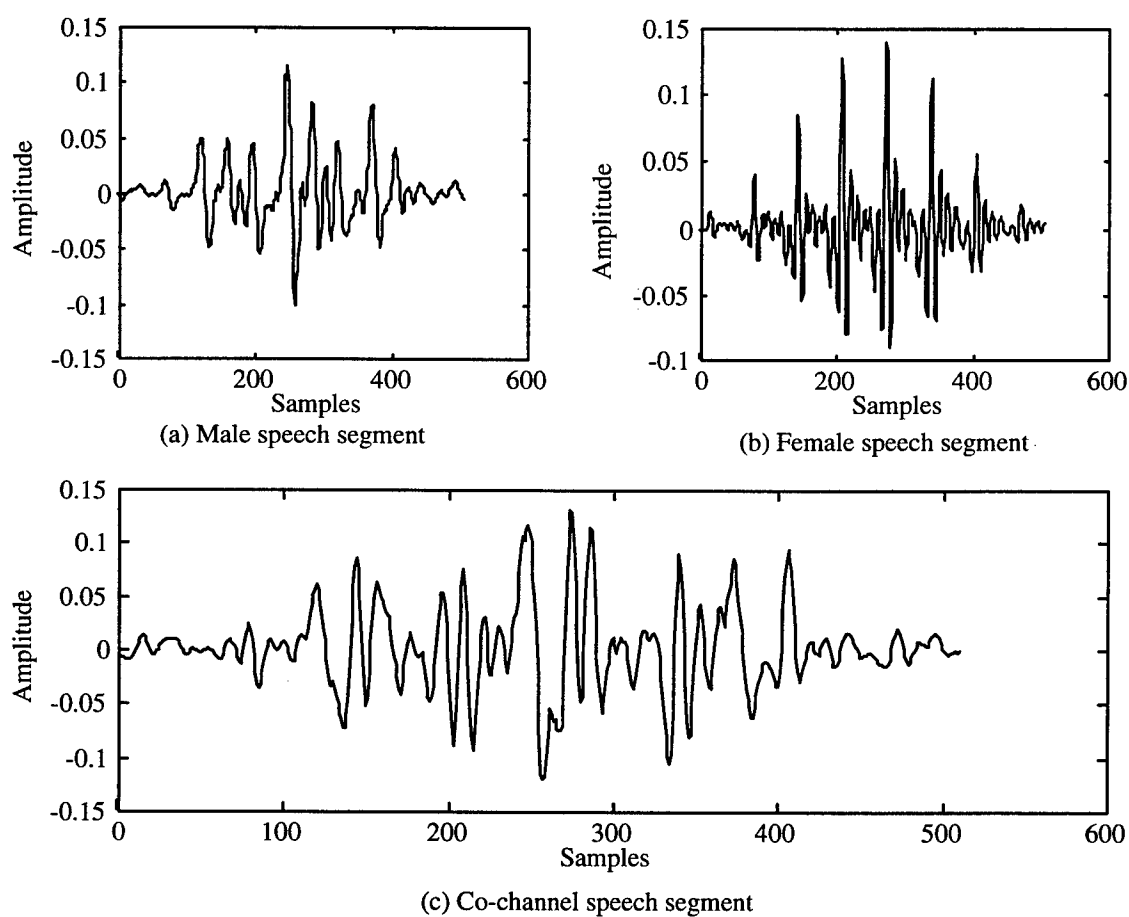 0.15
0.1
0.05
0
-0.05
-0.1
-0.15
Amplitude
0 200 400 600
Samples
(a) Male speech segment
0.15
0.1
0.05
0
-0.05
-0.1
Amplitude
0 200 400 600
Samples
(b) Female speech segment
0.15
0.1
0.05
0
-0.05
-0.1
-0.15
Amplitude
0 100 200 300 400 500 600
Samples
(c) Co-channel speech segment